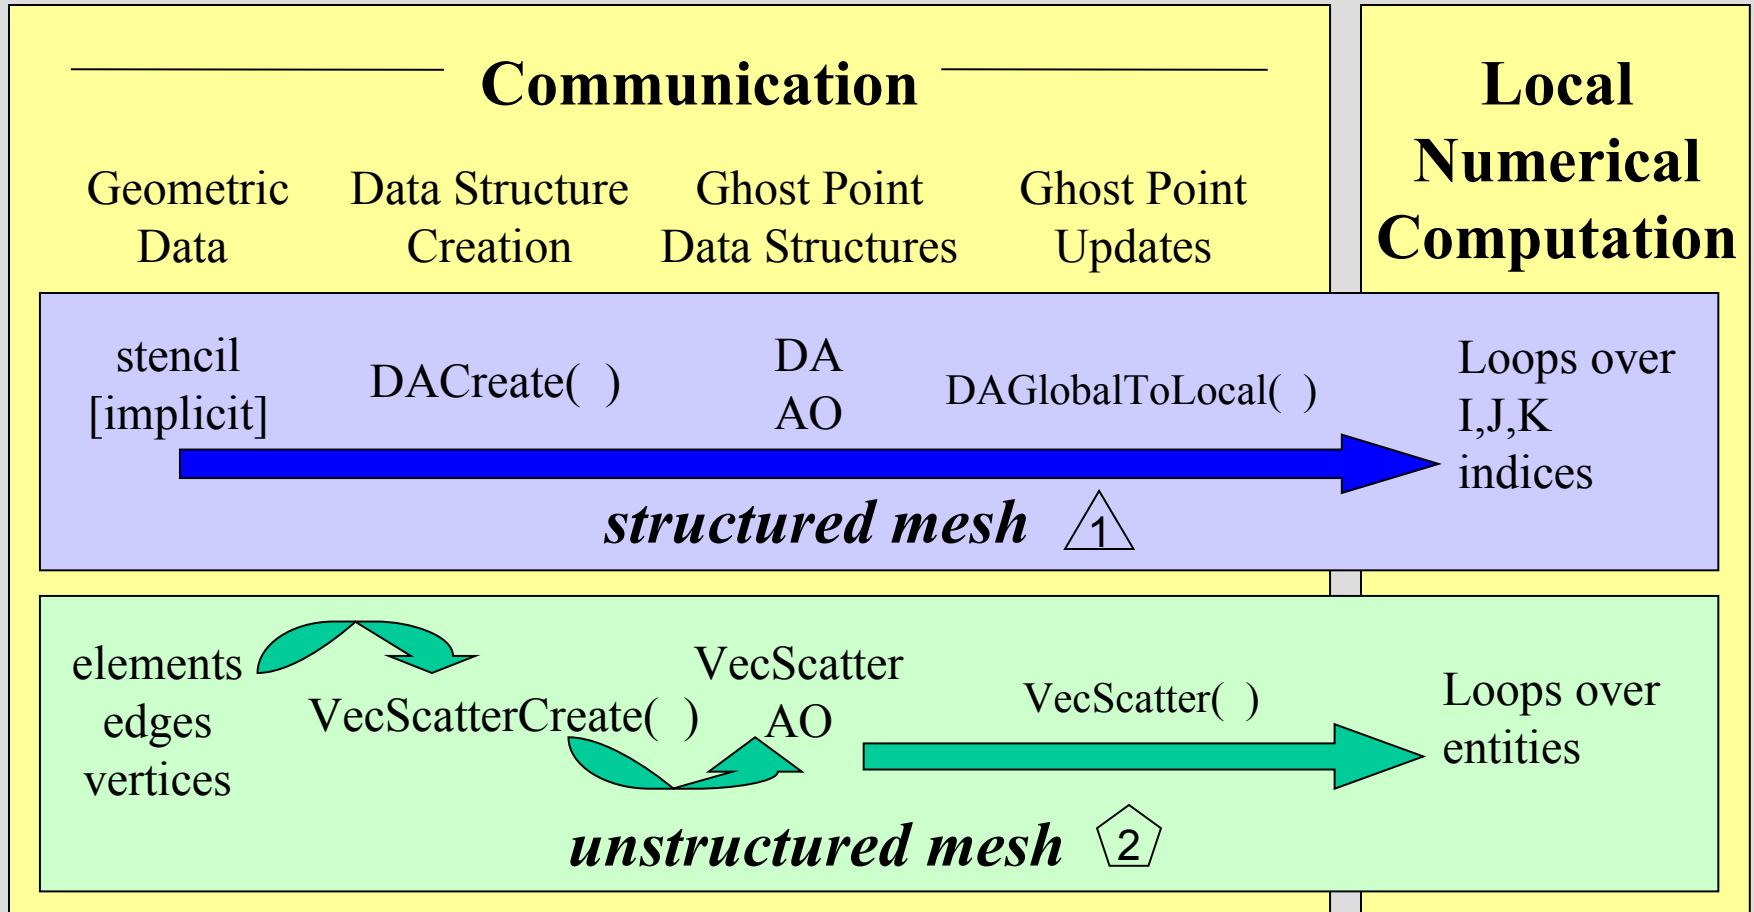 Communication
Local
Numerical
Computation
Geometric
Data
Data Structure
Creation
Ghost Point
Data Structures
Ghost Point
Updates
stencil
[implicit]
DACreate( )
DA
AO
DAGlobalToLocal( )
Loops over
I,J,K
indices
structured mesh 1
elements
edges
vertices
VecScatterCreate( )
VecScatter
AO
VecScatter( )
Loops over
entities
unstructured mesh 2